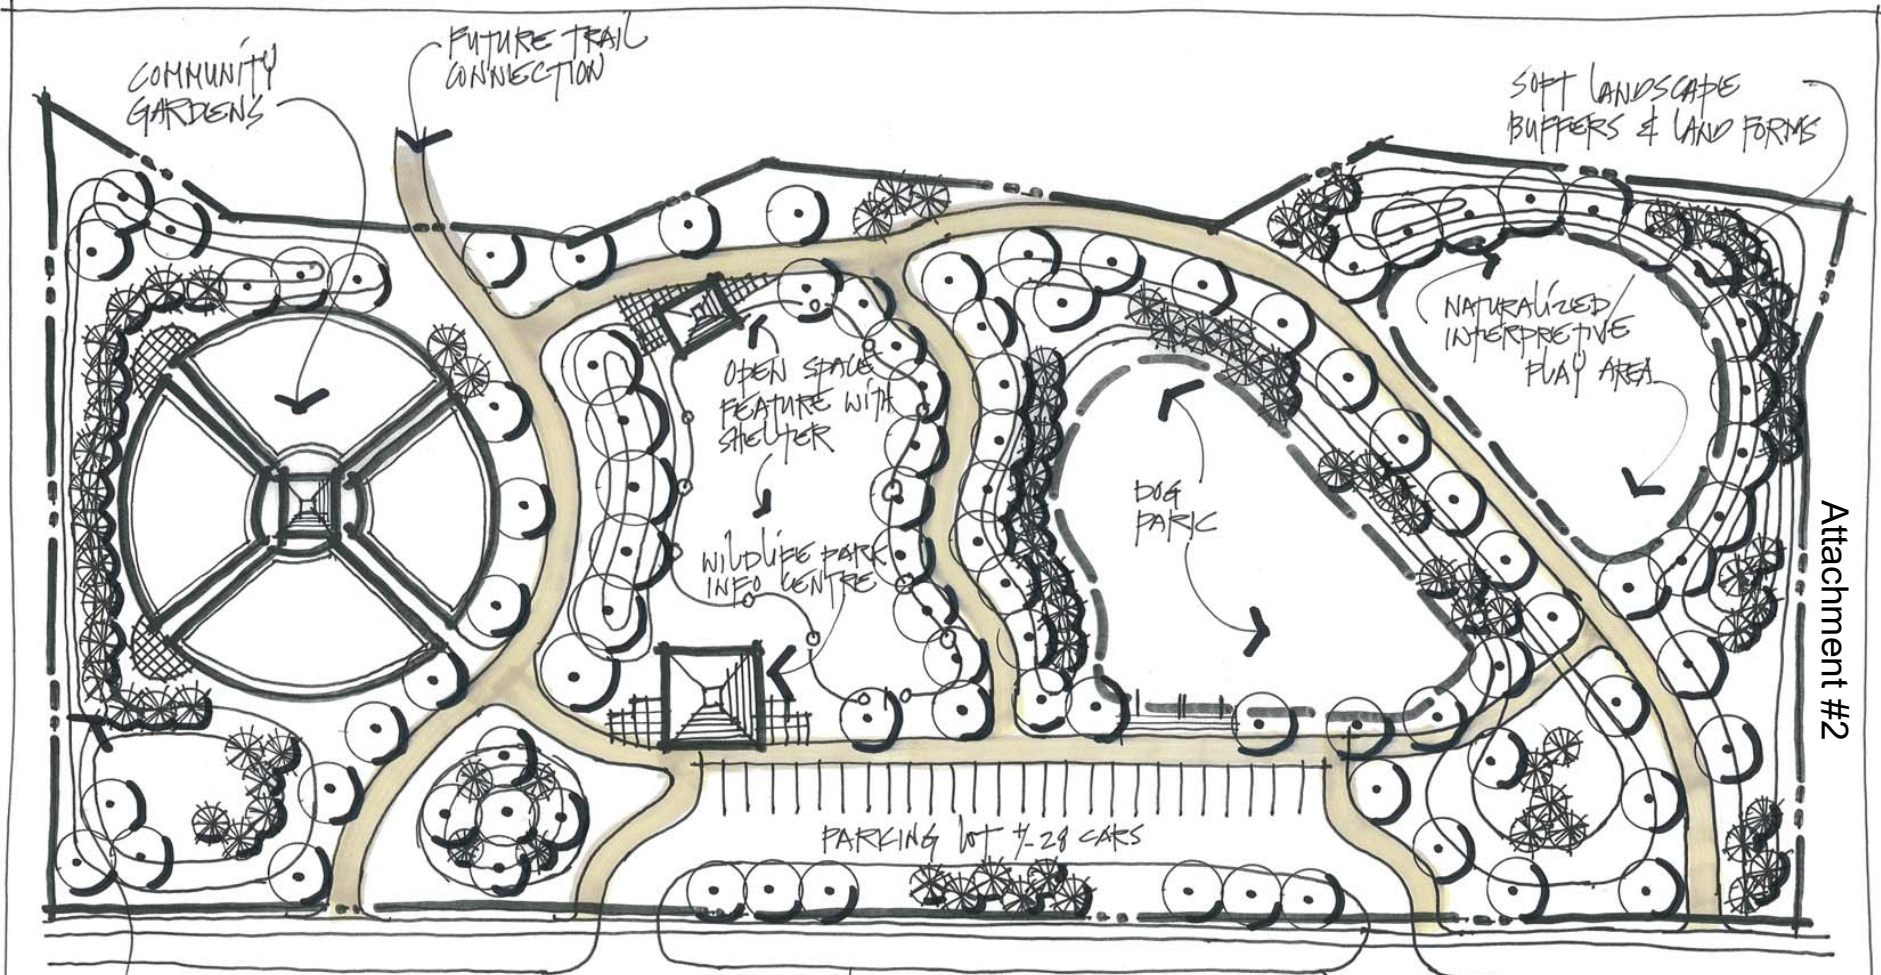 COMMUNITY
GARDENS
FUTURE TRAIL
CONNECTION
SOFT LANDSCAPE
BUFFERS & LAND FORMS
NATURALIZED
INTERPRETIVE
PLAY AREA
OPEN SPACE
FEATURE WITH
SHELTER
WILDLIFE PARK
INFO CENTRE
DOG
PARK
PARKING LOT +/- 28 CARS
Attachment #2